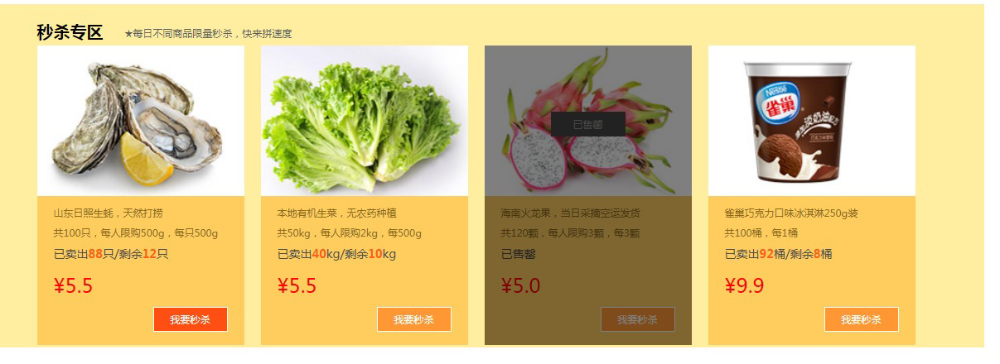 秒杀专区 ★每日不同商品限量秒杀，快来拼速度
山东日照生蚝，天然打捞
共100只，每人限购500g，每只500g
已卖出88只/剩余12只
¥5.5
我要秒杀
本地有机生菜，无农药种植
共50kg，每人限购2kg，每500g
已卖出40kg/剩余10kg
¥5.5
我要秒杀
已售罄
海南火龙果，当日采摘空运发货
共120颗，每人限购3颗，每3颗
已售罄
¥5.0
我要秒杀
Nestle
雀巢
雀巢巧克力口味冰淇淋250g装
共100桶，每1桶
已卖出92桶/剩余8桶
¥9.9
我要秒杀